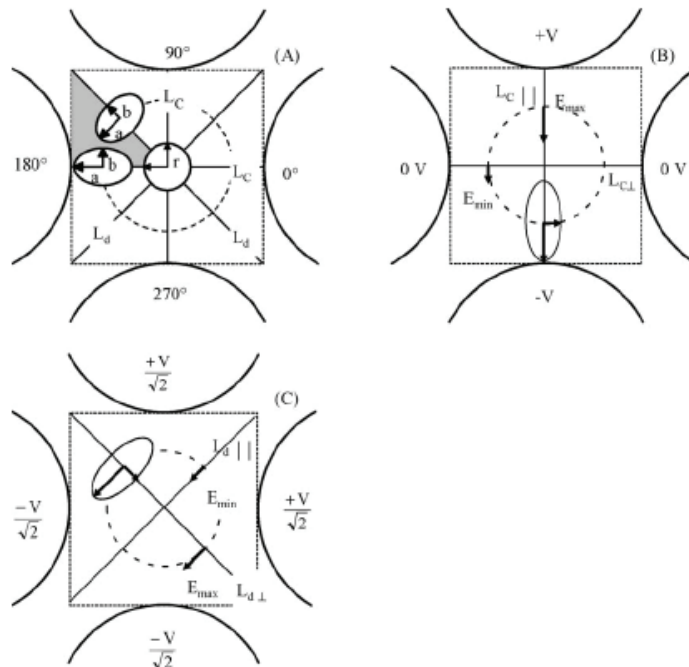 90° (A)
L_C
b
a
180° b r L_C 0°
a
L_d L_d
270°
+V (B)
L_C || E_max
0 V 0 V
E_min L_C⊥
-V
+V/√2
(C)
L_d ||
E_min
-V/√2 +V/√2
E_max L_d ⊥
-V/√2